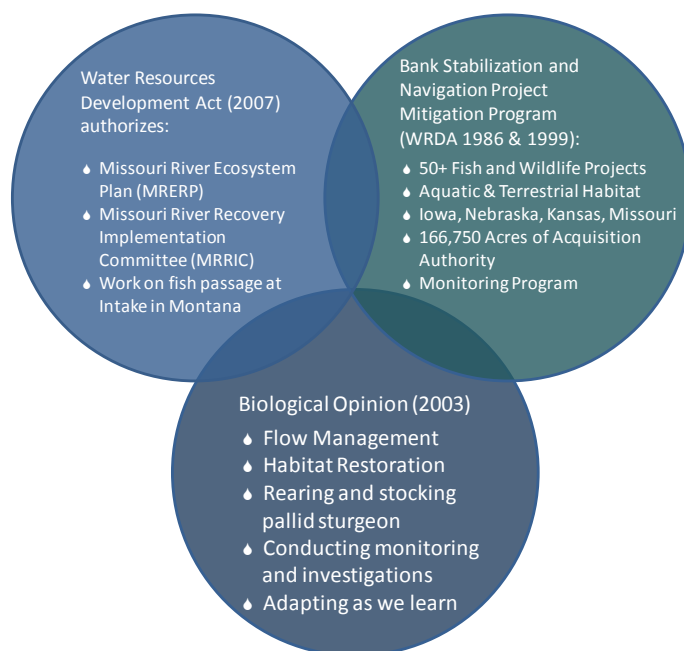 Water Resources
Development Act (2007)
authorizes:
Missouri River Ecosystem
Plan (MRERP)
Missouri River Recovery
Implementation
Committee (MRRIC)
Work on fish passage at
Intake in Montana
Bank Stabilization and
Navigation Project
Mitigation Program
(WRDA 1986 & 1999):
50+ Fish and Wildlife Projects
Aquatic & Terrestrial Habitat
Iowa, Nebraska, Kansas, Missouri
166,750 Acres of Acquisition
Authority
Monitoring Program
Biological Opinion (2003)
Flow Management
Habitat Restoration
Rearing and stocking
pallid sturgeon
Conducting monitoring
and investigations
Adapting as we learn